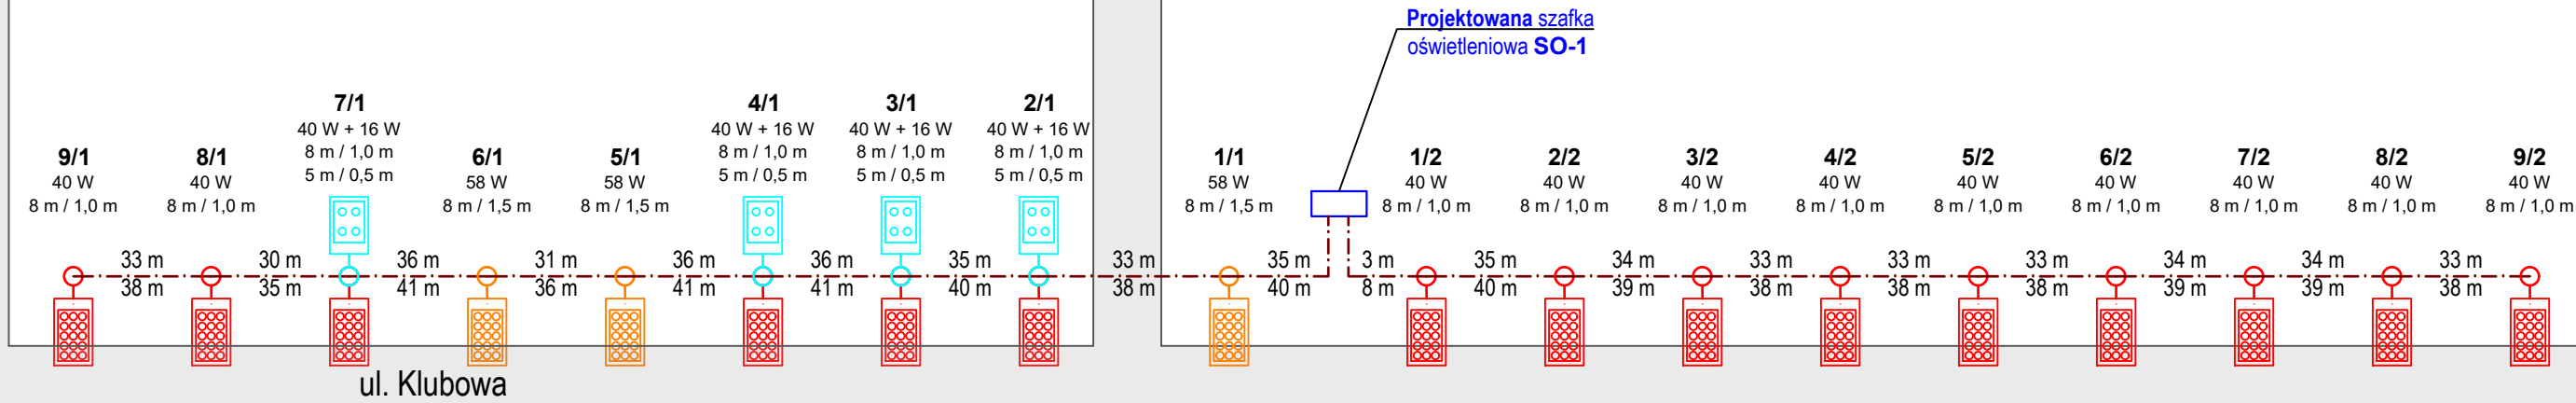 Projektowana szafka
oświetleniowa SO-1
9/1
40 W
8 m / 1,0 m
8/1
40 W
8 m / 1,0 m
7/1
40 W + 16 W
8 m / 1,0 m
5 m / 0,5 m
6/1
58 W
8 m / 1,5 m
5/1
58 W
8 m / 1,5 m
4/1
40 W + 16 W
8 m / 1,0 m
5 m / 0,5 m
3/1
40 W + 16 W
8 m / 1,0 m
5 m / 0,5 m
2/1
40 W + 16 W
8 m / 1,0 m
5 m / 0,5 m
1/1
58 W
8 m / 1,5 m
1/2
40 W
8 m / 1,0 m
2/2
40 W
8 m / 1,0 m
3/2
40 W
8 m / 1,0 m
4/2
40 W
8 m / 1,0 m
5/2
40 W
8 m / 1,0 m
6/2
40 W
8 m / 1,0 m
7/2
40 W
8 m / 1,0 m
8/2
40 W
8 m / 1,0 m
9/2
40 W
8 m / 1,0 m
33 m
38 m
30 m
35 m
36 m
41 m
31 m
36 m
36 m
41 m
36 m
41 m
35 m
40 m
33 m
38 m
35 m
40 m
3 m
8 m
35 m
40 m
34 m
39 m
33 m
38 m
33 m
38 m
33 m
38 m
34 m
39 m
34 m
39 m
33 m
38 m
ul. Klubowa